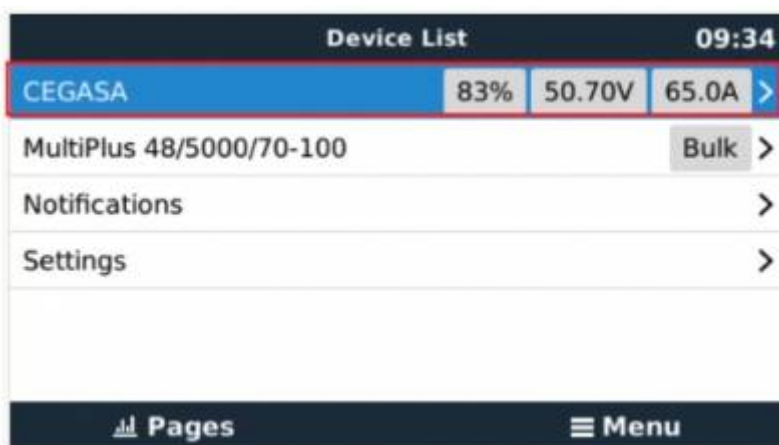 Device List 09:34
CEGASA 83% 50.70V 65.0A
MultiPlus 48/5000/70-100 Bulk
Notifications
Settings
Pages Menu